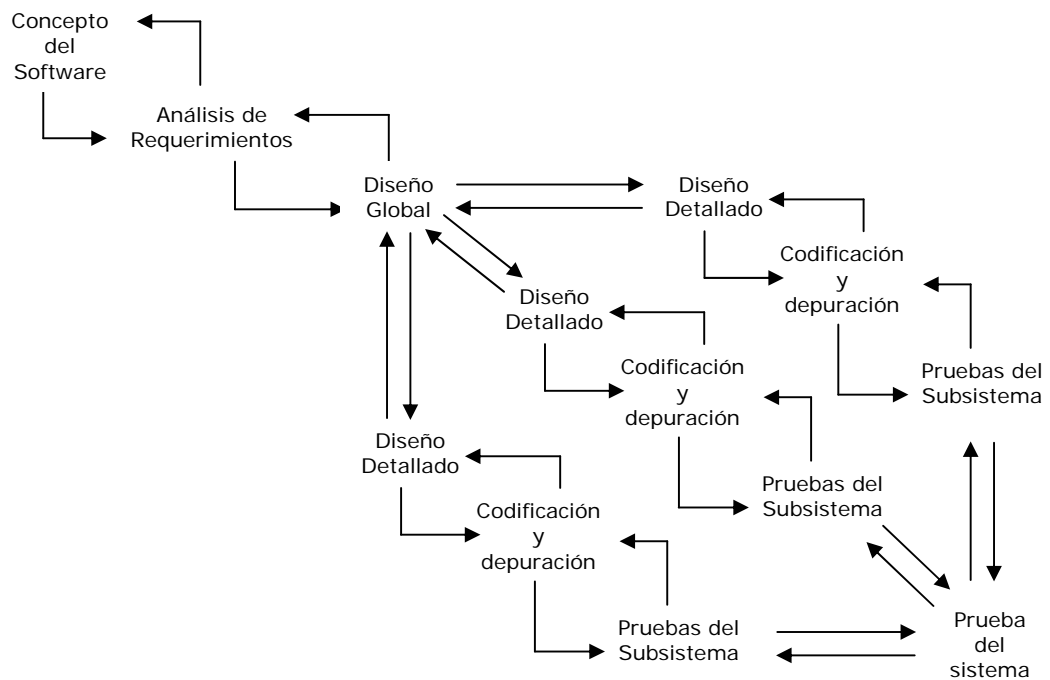 Concepto
del
Software
Análisis de
Requerimientos
Diseño
Global
Diseño
Detallado
Codificación
y
depuración
Pruebas del
Subsistema
Diseño
Detallado
Codificación
y
depuración
Pruebas del
Subsistema
Diseño
Detallado
Codificación
y
depuración
Pruebas del
Subsistema
Prueba
del
sistema